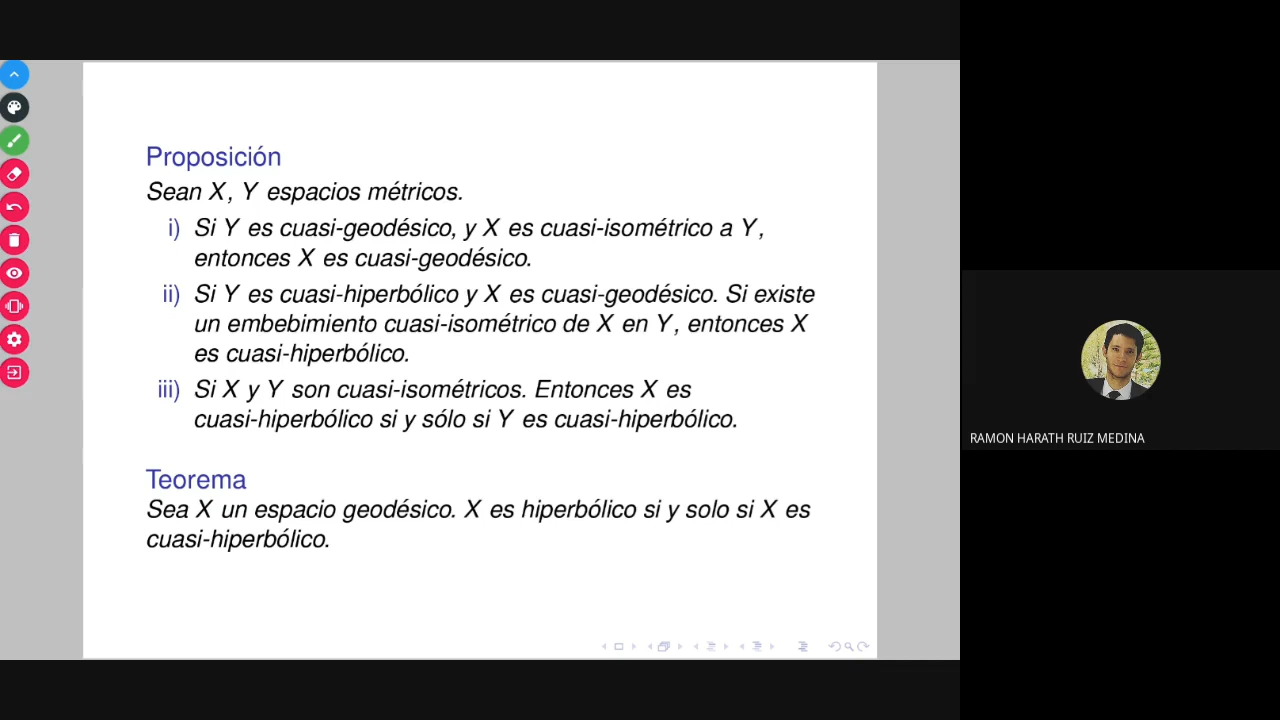 Proposición
Sean X, Y espacios métricos.
i) Si Y es cuasi-geodésico, y X es cuasi-isométrico a Y,
entonces X es cuasi-geodésico.
ii) Si Y es cuasi-hiperbólico y X es cuasi-geodésico. Si existe
un embebimiento cuasi-isométrico de X en Y, entonces X
es cuasi-hiperbólico.
iii) Si X y Y son cuasi-isométricos. Entonces X es
cuasi-hiperbólico si y sólo si Y es cuasi-hiperbólico.
Teorema
Sea X un espacio geodésico. X es hiperbólico si y solo si X es
cuasi-hiperbólico.
RAMON HARATH RUIZ MEDINA